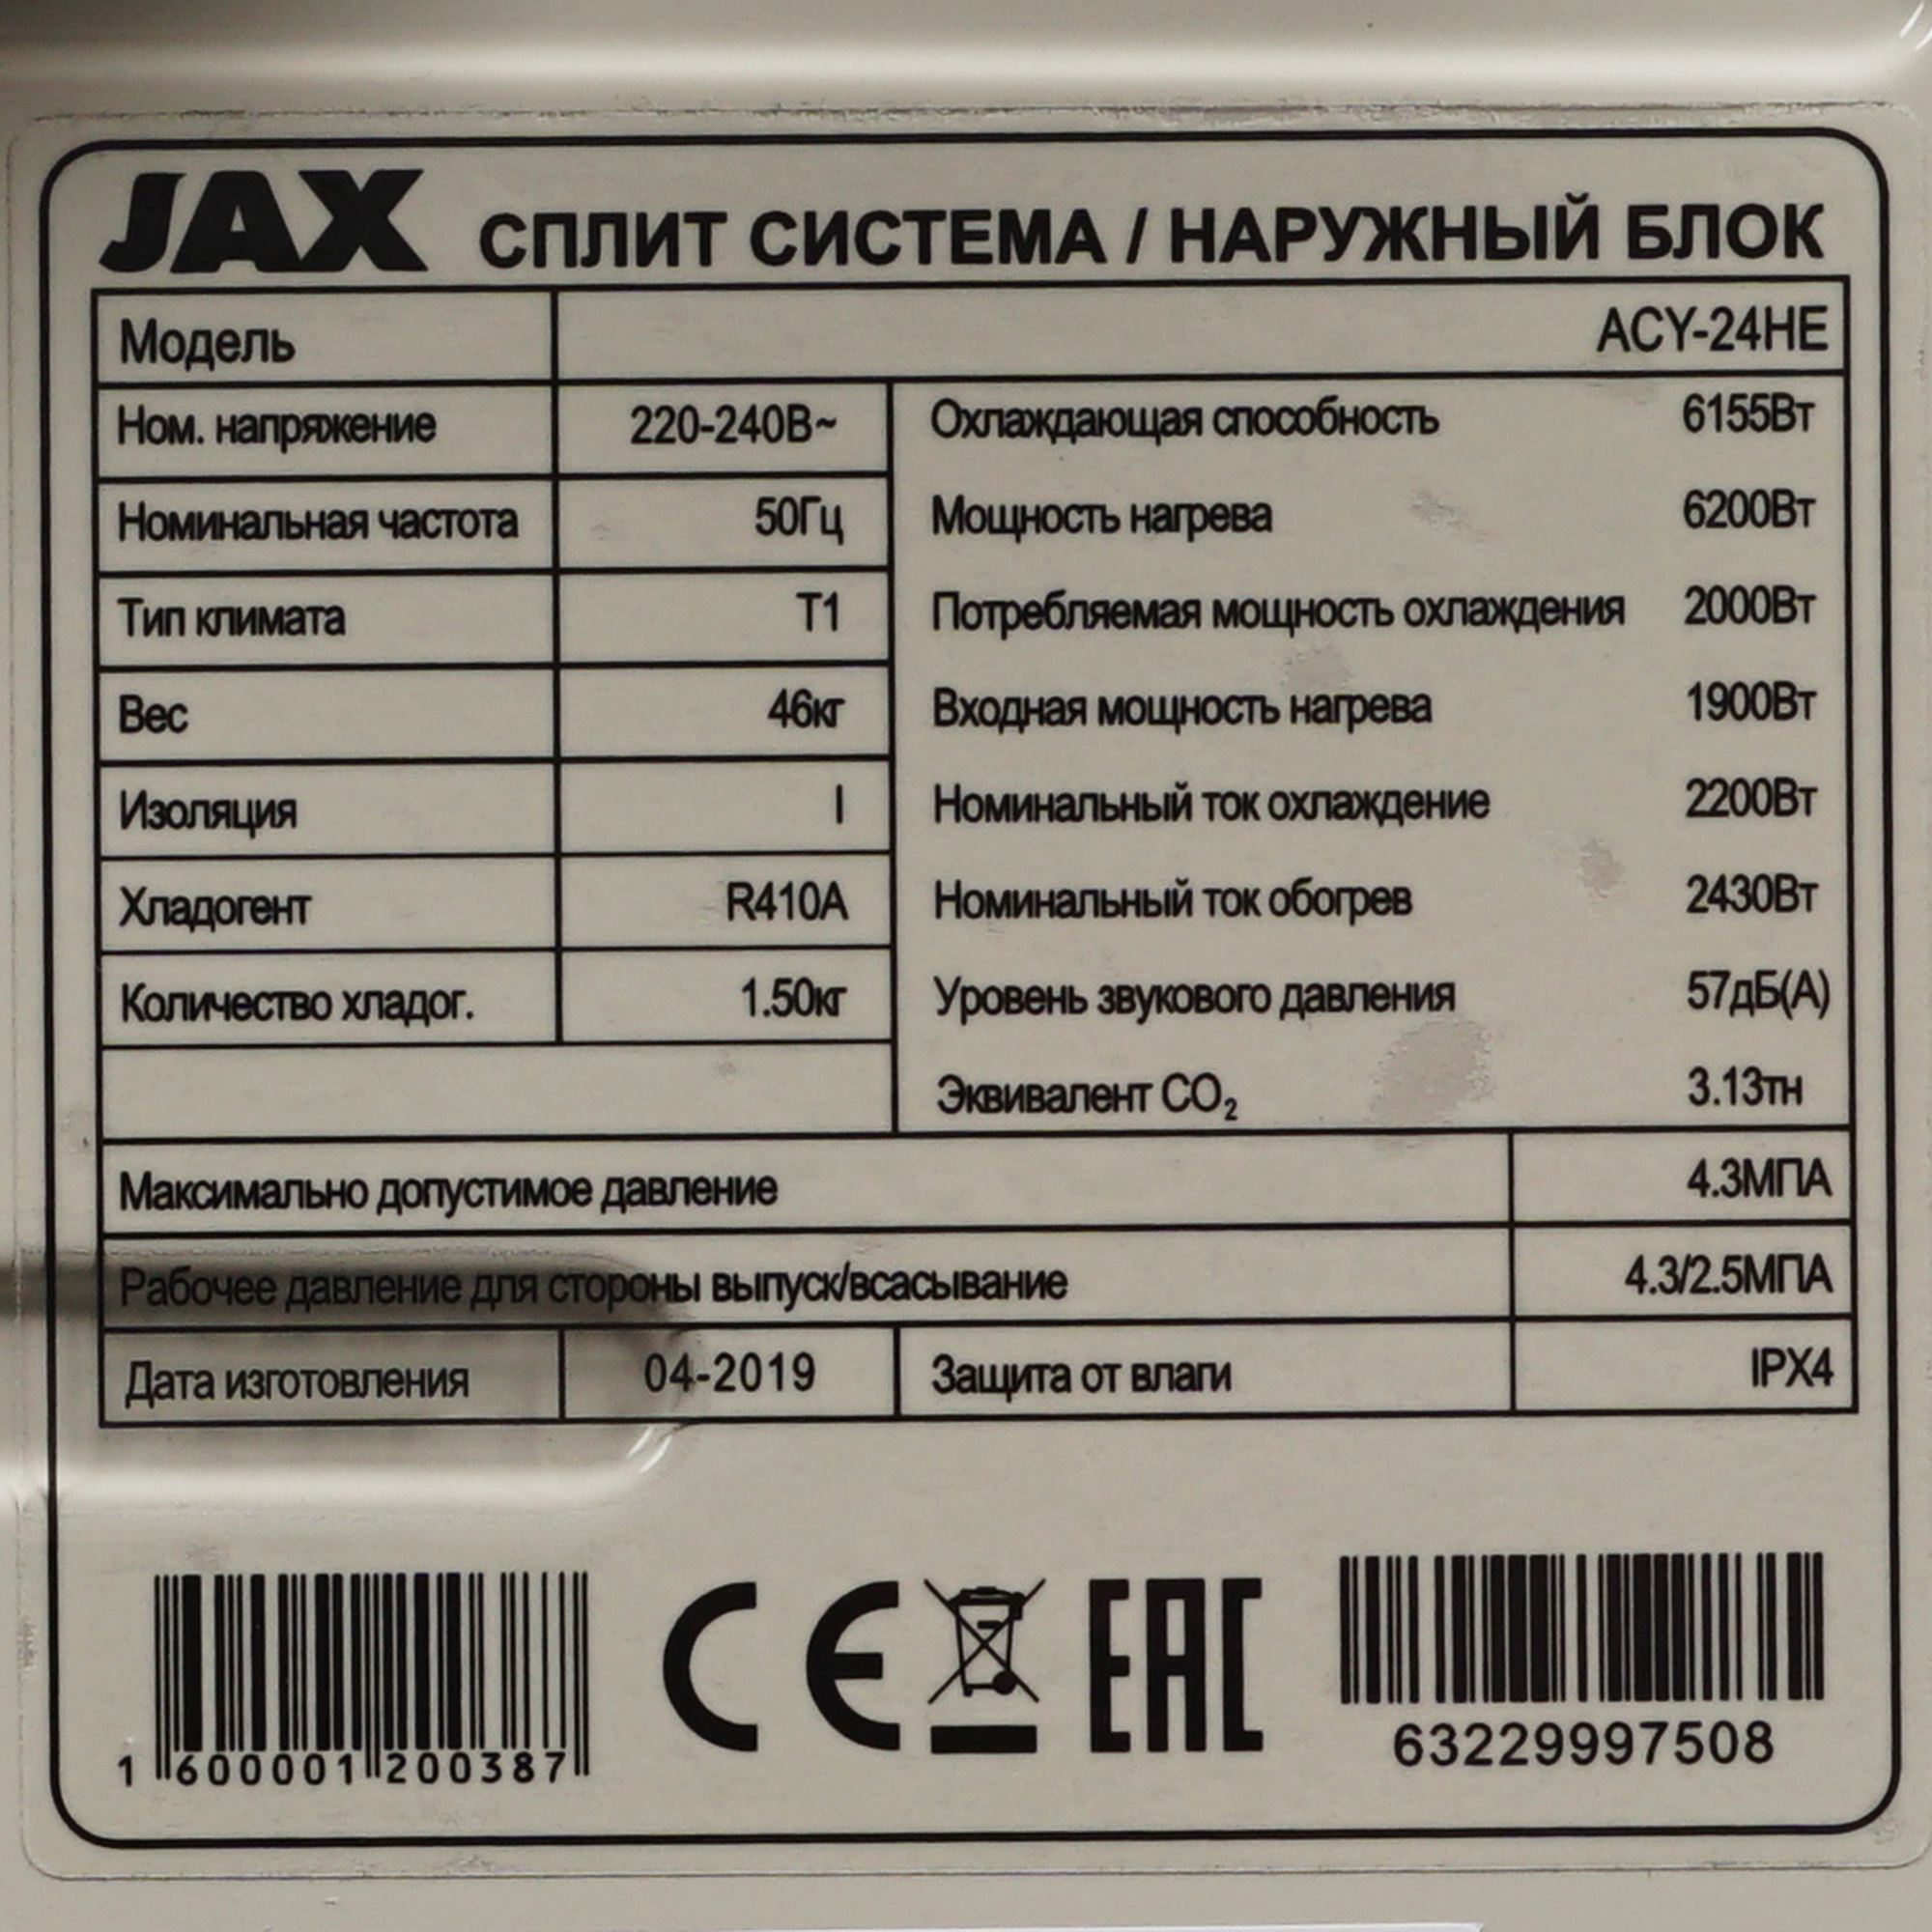 JAX СПЛИТ СИСТЕМА / НАРУЖНЫЙ БЛОК
Модель ACY-24HE
Ном. напряжение 220-240В~ Охлаждающая способность 6155Вт
Номинальная частота 50Гц Мощность нагрева 6200Вт
Тип климата T1 Потребляемая мощность охлаждения 2000Вт
Вес 46кг Входная мощность нагрева 1900Вт
Изоляция I Номинальный ток охлаждение 2200Вт
Хладогент R410A Номинальный ток обогрев 2430Вт
Количество хладог. 1.50кг Уровень звукового давления 57дБ(А)
Эквивалент CO₂ 3.13тн
Максимально допустимое давление 4.3МПА
Рабочее давление для стороны выпуск/всасывание 4.3/2.5МПА
Дата изготовления 04-2019 Защита от влаги IPX4
CE EAC
1 600001 200387 63229997508